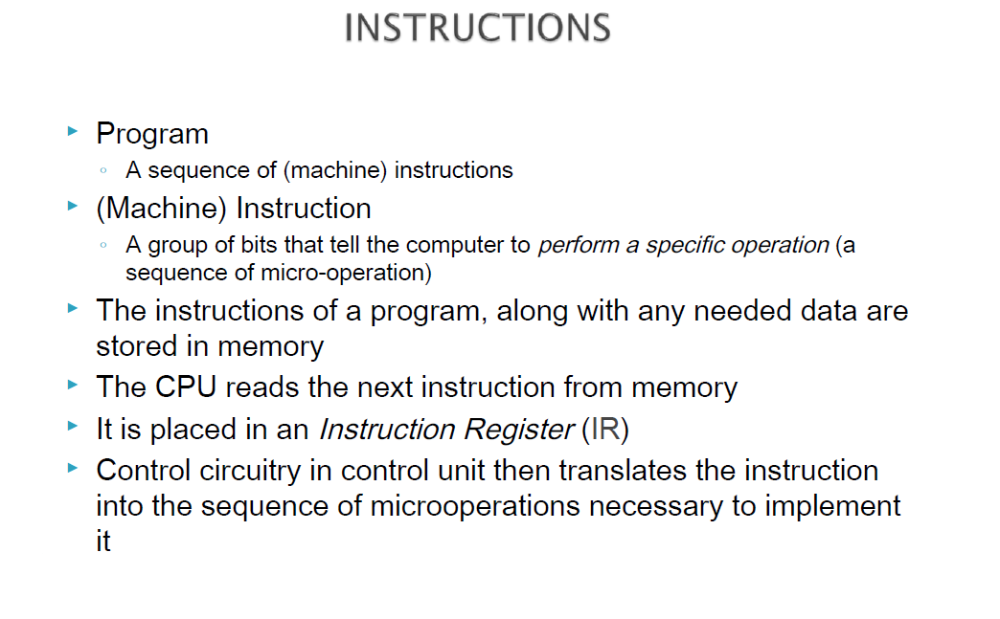 INSTRUCTIONS
Program
A sequence of (machine) instructions
(Machine) Instruction
A group of bits that tell the computer to perform a specific operation (a
sequence of micro-operation)
The instructions of a program, along with any needed data are
stored in memory
The CPU reads the next instruction from memory
It is placed in an Instruction Register (IR)
Control circuitry in control unit then translates the instruction
into the sequence of microoperations necessary to implement
it